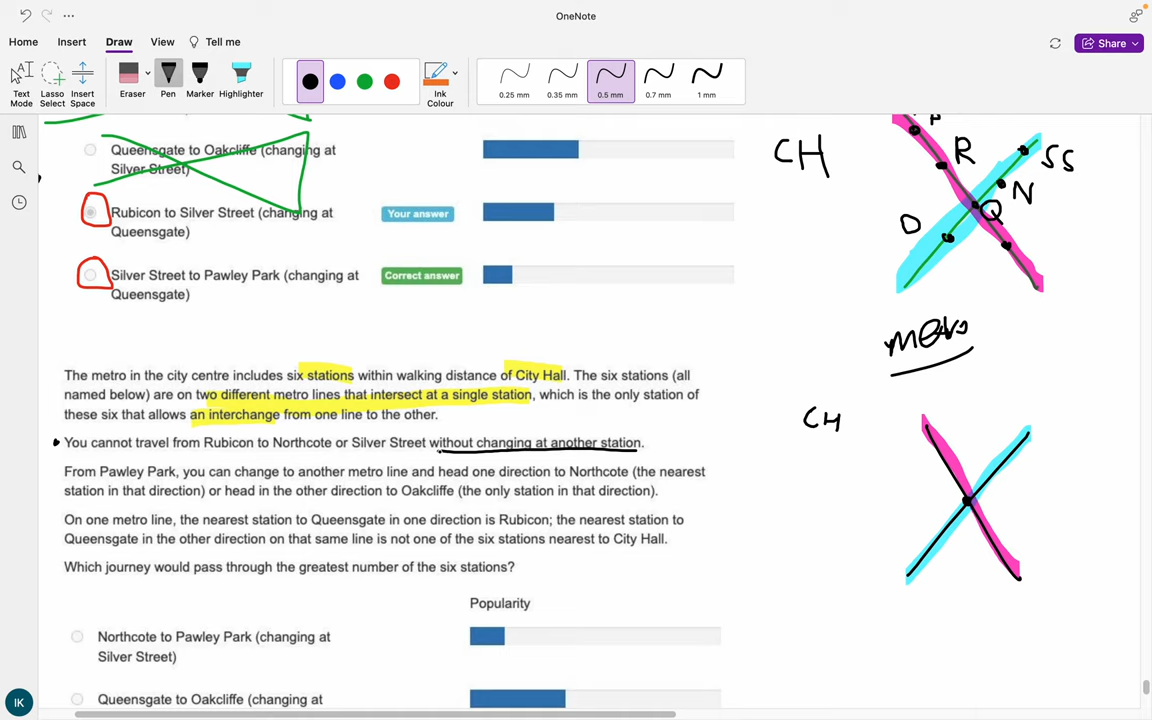 OneNote
Home Insert Draw View Tell me
Share
Text Mode
Lasso Select
Insert Space
Eraser
Pen
Marker
Highlighter
Ink Colour
0.25 mm
0.35 mm
0.5 mm
0.7 mm
1 mm
Queensgate to Oakcliffe (changing at
Silver Street)
Rubicon to Silver Street (changing at
Queensgate)
Your answer
Silver Street to Pawley Park (changing at
Queensgate)
Correct answer
CH
P
R
SS
N
Q
O
metro
The metro in the city centre includes six stations within walking distance of City Hall. The six stations (all
named below) are on two different metro lines that intersect at a single station, which is the only station of
these six that allows an interchange from one line to the other.
You cannot travel from Rubicon to Northcote or Silver Street without changing at another station.
From Pawley Park, you can change to another metro line and head one direction to Northcote (the nearest
station in that direction) or head in the other direction to Oakcliffe (the only station in that direction).
On one metro line, the nearest station to Queensgate in one direction is Rubicon; the nearest station to
Queensgate in the other direction on that same line is not one of the six stations nearest to City Hall.
Which journey would pass through the greatest number of the six stations?
CH
Popularity
Northcote to Pawley Park (changing at
Silver Street)
Queensgate to Oakcliffe (changing at
IK